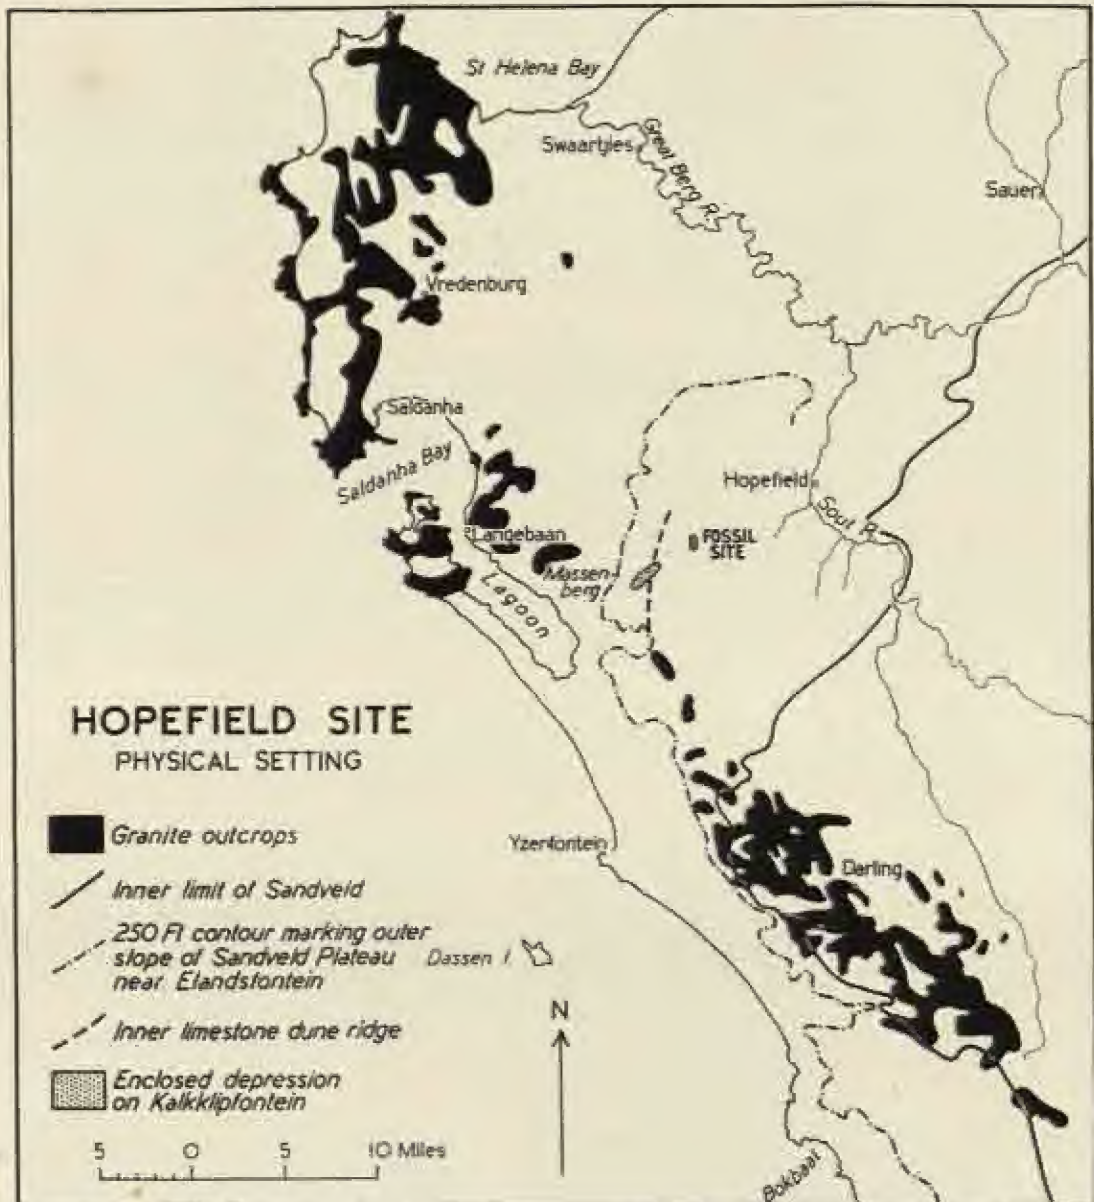 St Helena Bay
Swaartjies
Great Berg R.
Sauer
Vredenburg
Saldanha
Saldanha Bay
Hopefield
Sout R.
Langebaan
FOSSIL
SITE
Massen-
berg
Lagoon
HOPEFIELD SITE
PHYSICAL SETTING
Granite outcrops
Inner limit of Sandveld
250 Ft contour marking outer
slope of Sandveld Plateau
near Elandsfontein
Inner limestone dune ridge
Enclosed depression
on Kalkklipfontein
5 0 5 10 Miles
Yzerfontein
Darling
Dassen I.
N
Bokbaai